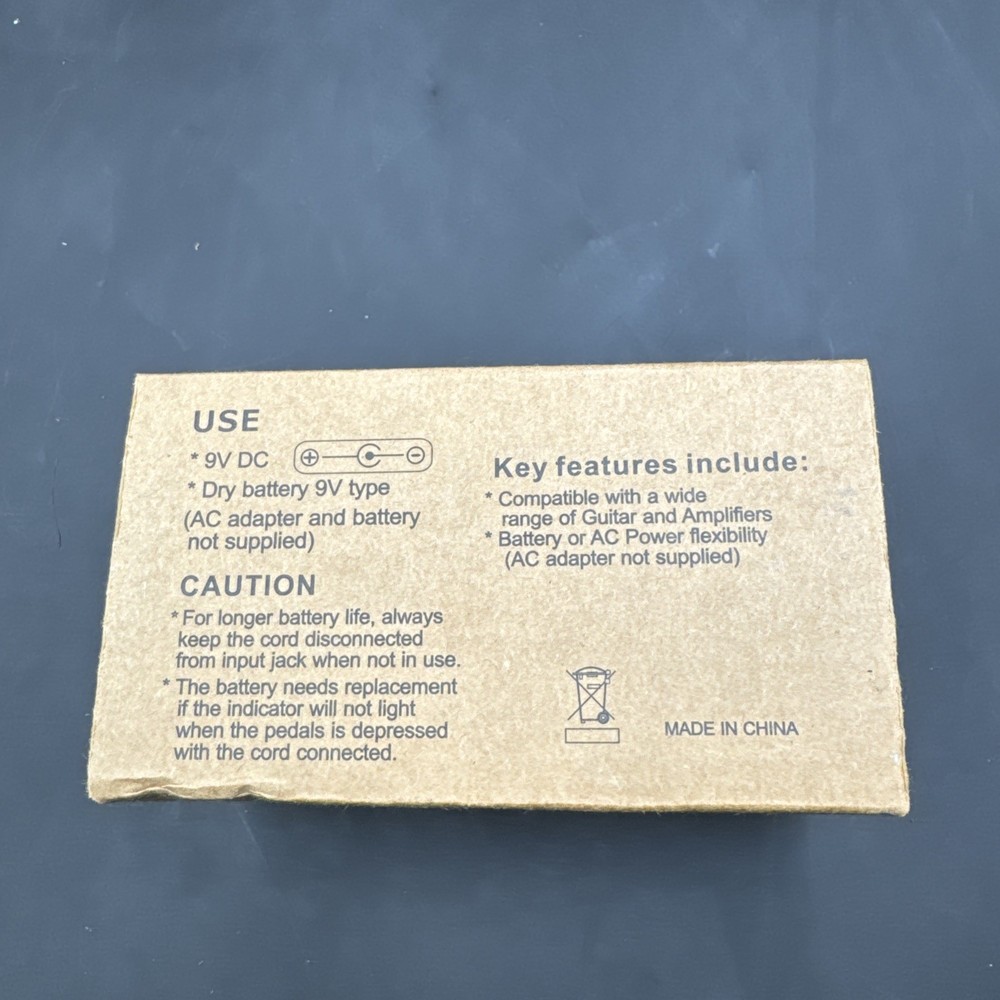 USE
* 9V DC
* Dry battery 9V type
(AC adapter and battery
not supplied)
CAUTION
* For longer battery life, always
keep the cord disconnected
from input jack when not in use.
* The battery needs replacement
if the indicator will not light
when the pedals is depressed
with the cord connected.
Key features include:
* Compatible with a wide
range of Guitar and Amplifiers
* Battery or AC Power flexibility
(AC adapter not supplied)
MADE IN CHINA